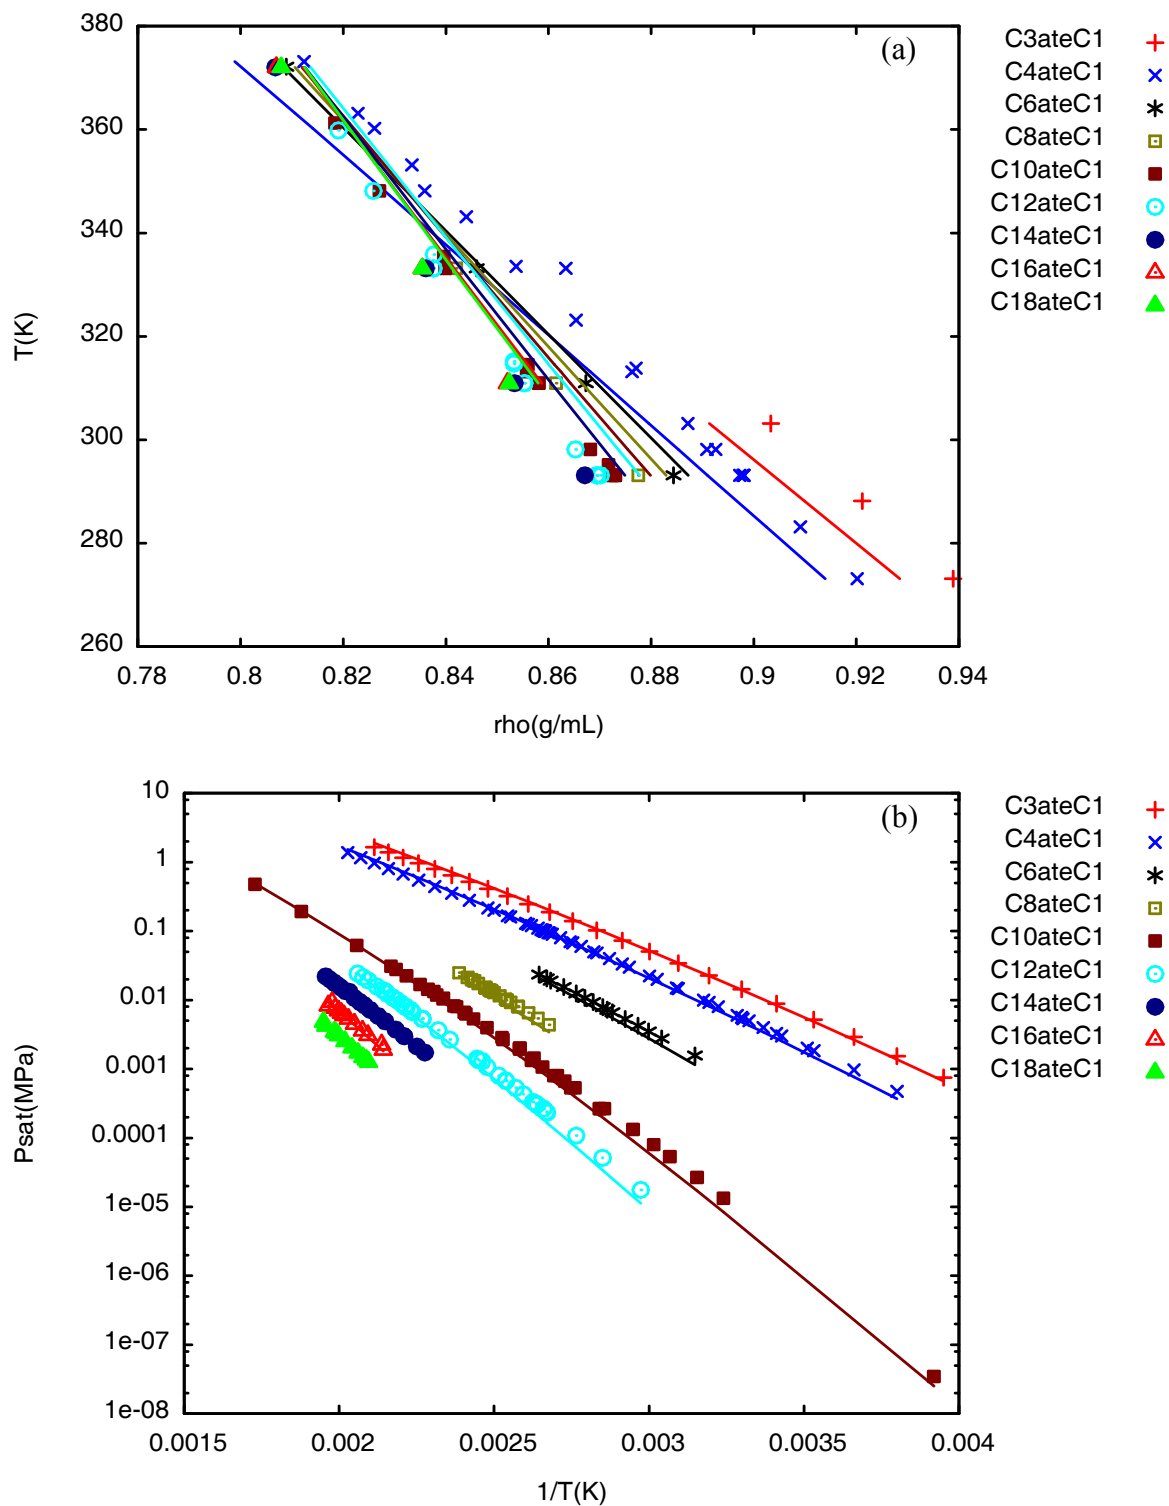 380
360
340
320
300
280
260
T(K)
0.78 0.8 0.82 0.84 0.86 0.88 0.9 0.92 0.94
rho(g/mL)
(a)
C3ateC1
C4ateC1
C6ateC1
C8ateC1
C10ateC1
C12ateC1
C14ateC1
C16ateC1
C18ateC1
10
1
0.1
0.01
0.001
0.0001
1e-05
1e-06
1e-07
1e-08
Psat(MPa)
0.0015 0.002 0.0025 0.003 0.0035 0.004
1/T(K)
(b)
C3ateC1
C4ateC1
C6ateC1
C8ateC1
C10ateC1
C12ateC1
C14ateC1
C16ateC1
C18ateC1